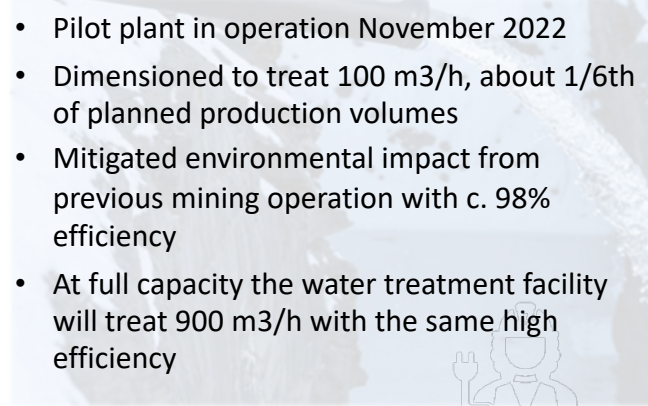 • Pilot plant in operation November 2022
• Dimensioned to treat 100 m3/h, about 1/6th
of planned production volumes
• Mitigated environmental impact from
previous mining operation with c. 98%
efficiency
• At full capacity the water treatment facility
will treat 900 m3/h with the same high
efficiency